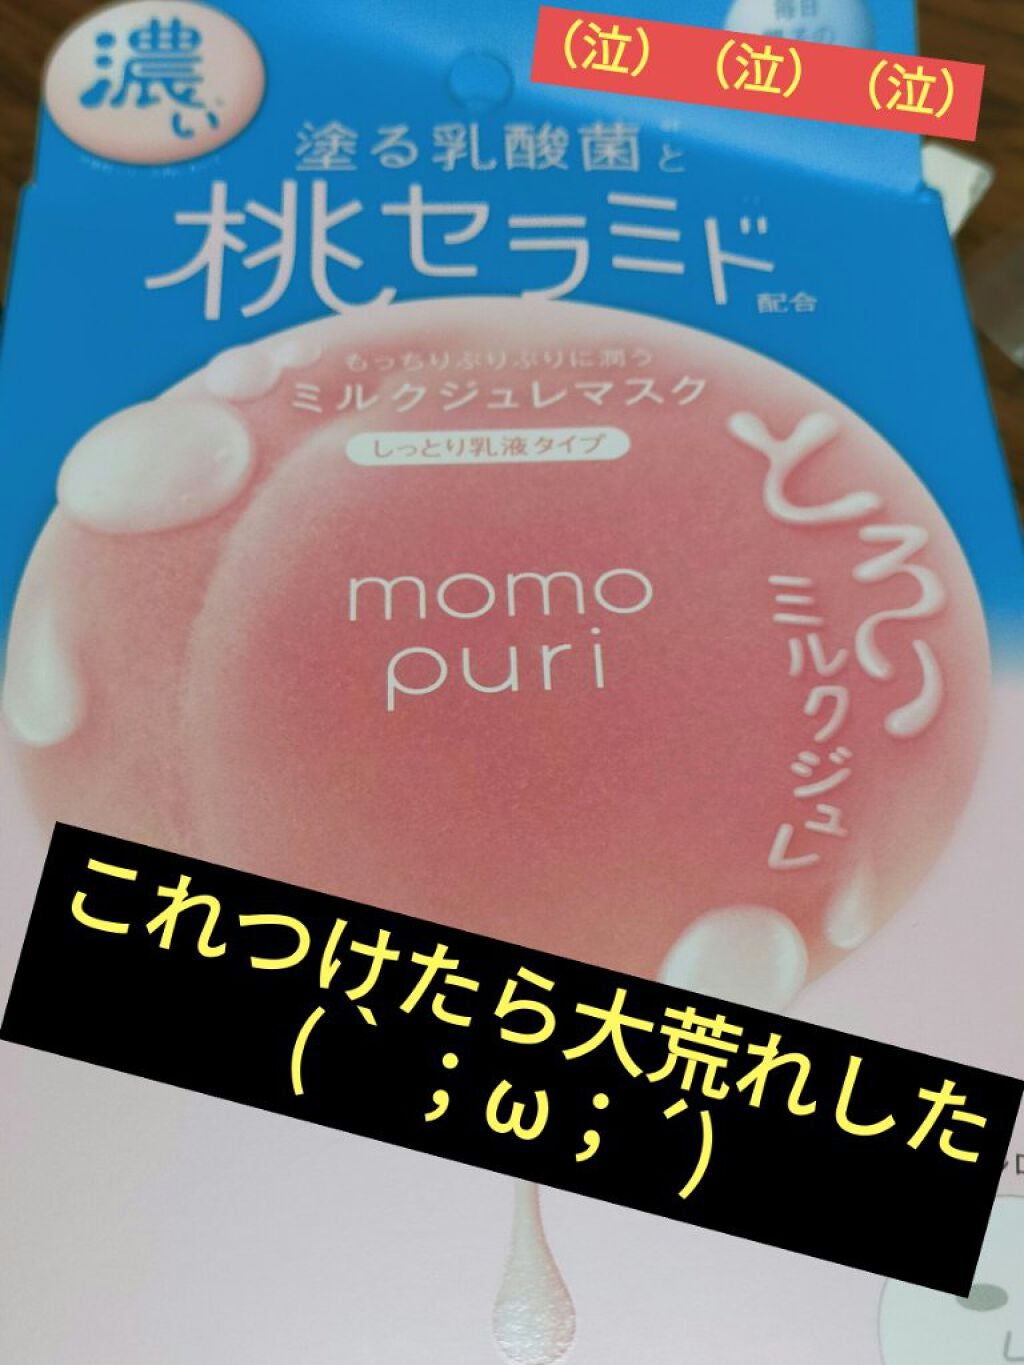 (泣) (泣) (泣)
濃い
毎日
塗る乳酸菌と
桃セラミド
配合
もっちりぷりぷりに潤う
ミルクジュレマスク
しっとり乳液タイプ
とろり
ミルクジュレ
momo
puri
これつけたら大荒れした
(`；ω；´)